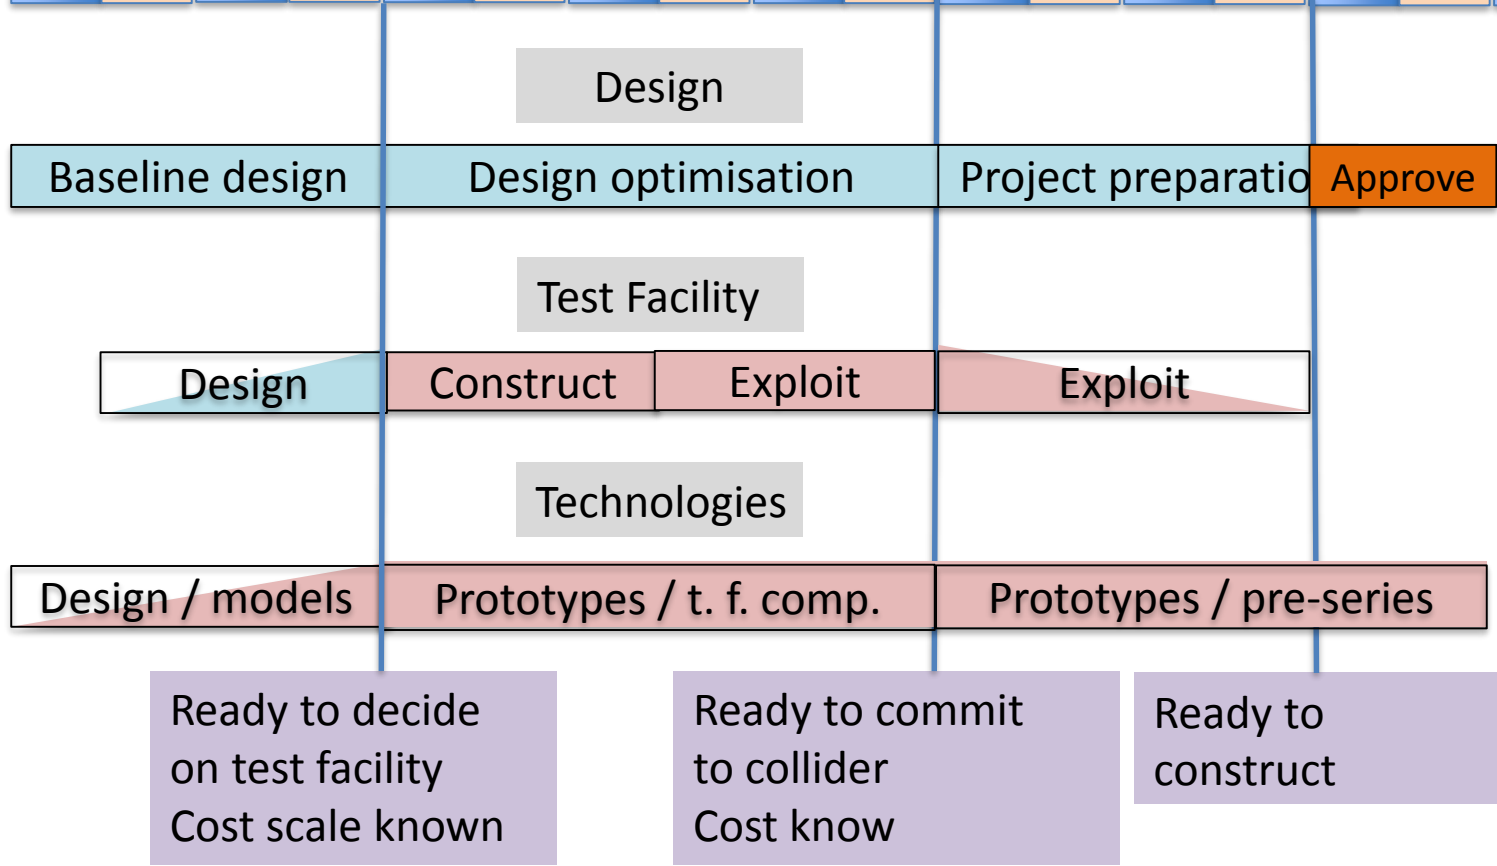 Design
Baseline design
Design optimisation
Project preparatio
Approve
Test Facility
Design
Construct
Exploit
Exploit
Technologies
Design / models
Prototypes / t. f. comp.
Prototypes / pre-series
Ready to decide
on test facility
Cost scale known
Ready to commit
to collider
Cost know
Ready to
construct